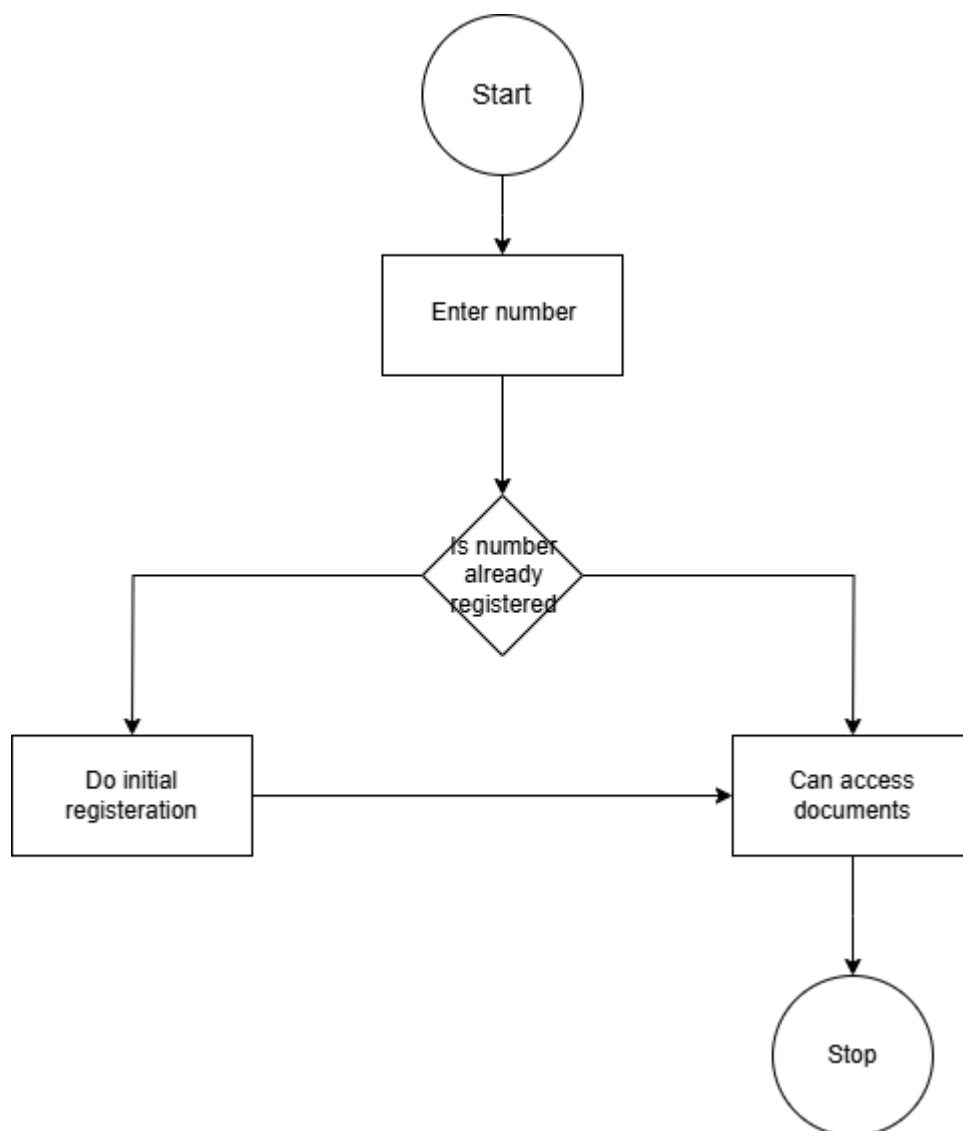 Start
Enter number
Is number
already
registered
Do initial
registeration
Can access
documents
Stop